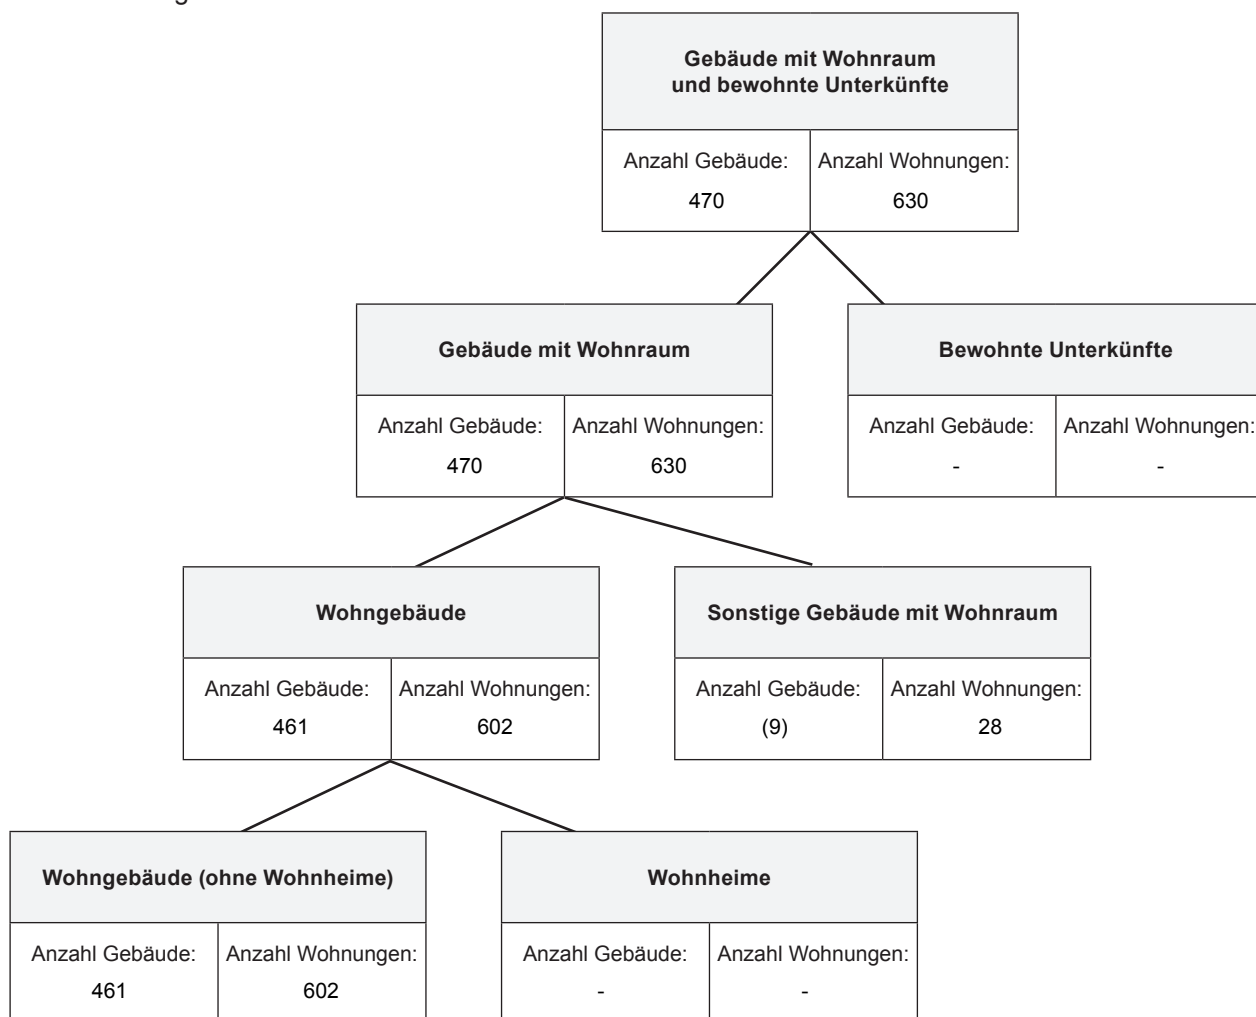 Gebäude mit Wohnraum
und bewohnte Unterkünfte
Anzahl Gebäude: Anzahl Wohnungen:
470 630
Gebäude mit Wohnraum
Anzahl Gebäude: Anzahl Wohnungen:
470 630
Bewohnte Unterkünfte
Anzahl Gebäude: Anzahl Wohnungen:
- -
Wohngebäude
Anzahl Gebäude: Anzahl Wohnungen:
461 602
Sonstige Gebäude mit Wohnraum
Anzahl Gebäude: Anzahl Wohnungen:
(9) 28
Wohngebäude (ohne Wohnheime)
Anzahl Gebäude: Anzahl Wohnungen:
461 602
Wohnheime
Anzahl Gebäude: Anzahl Wohnungen:
- -